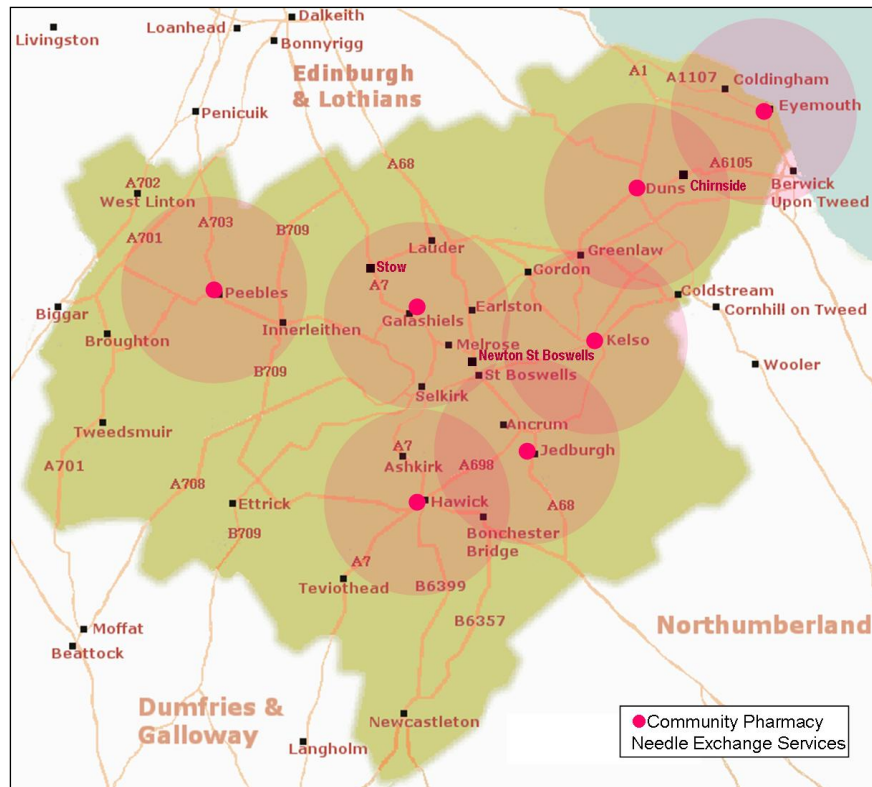 Dalkeith
Livingston
Loanhead
Bonnyrigg
Edinburgh
& Lothians
A1
A1107
Coldingham
Penicuik
Eyemouth
A68
A6105
A702
West Linton
Duns
Chirnside
Berwick
Upon Tweed
A703
B709
A701
Lauder
Greenlaw
Stow
Gordon
A7
Peebles
Coldstream
Biggar
Galashiels
Earlston
Cornhill on Tweed
Innerleithen
Broughton
Melrose
Kelso
Newton St Boswells
Wooler
B709
St Boswells
Selkirk
Tweedsmuir
Ancrum
A7
Jedburgh
A701
Ashkirk
A698
A708
Ettrick
Hawick
A68
B709
Bonchester
Bridge
A7
Teviothead
B6399
B6357
Moffat
Northumberland
Beattock
Dumfries &
Galloway
Newcastleton
Langholm
Community Pharmacy
Needle Exchange Services